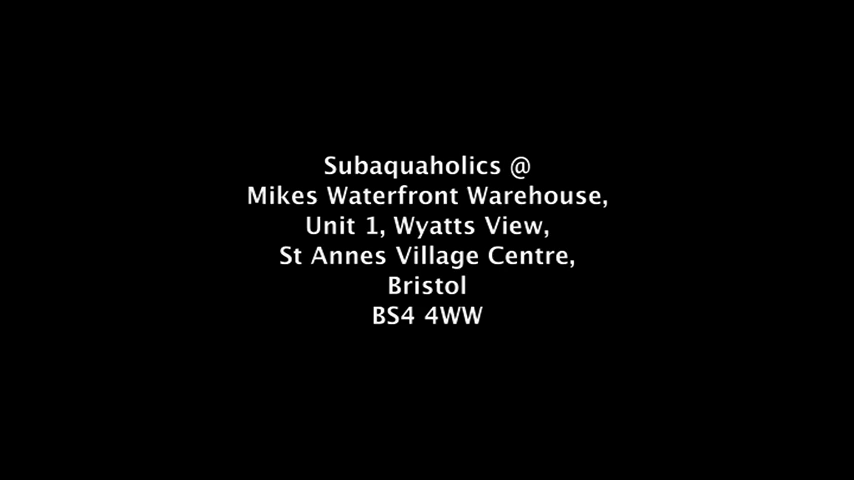 Subaquaholics @
Mikes Waterfront Warehouse,
Unit 1, Wyatts View,
St Annes Village Centre,
Bristol
BS4 4WW